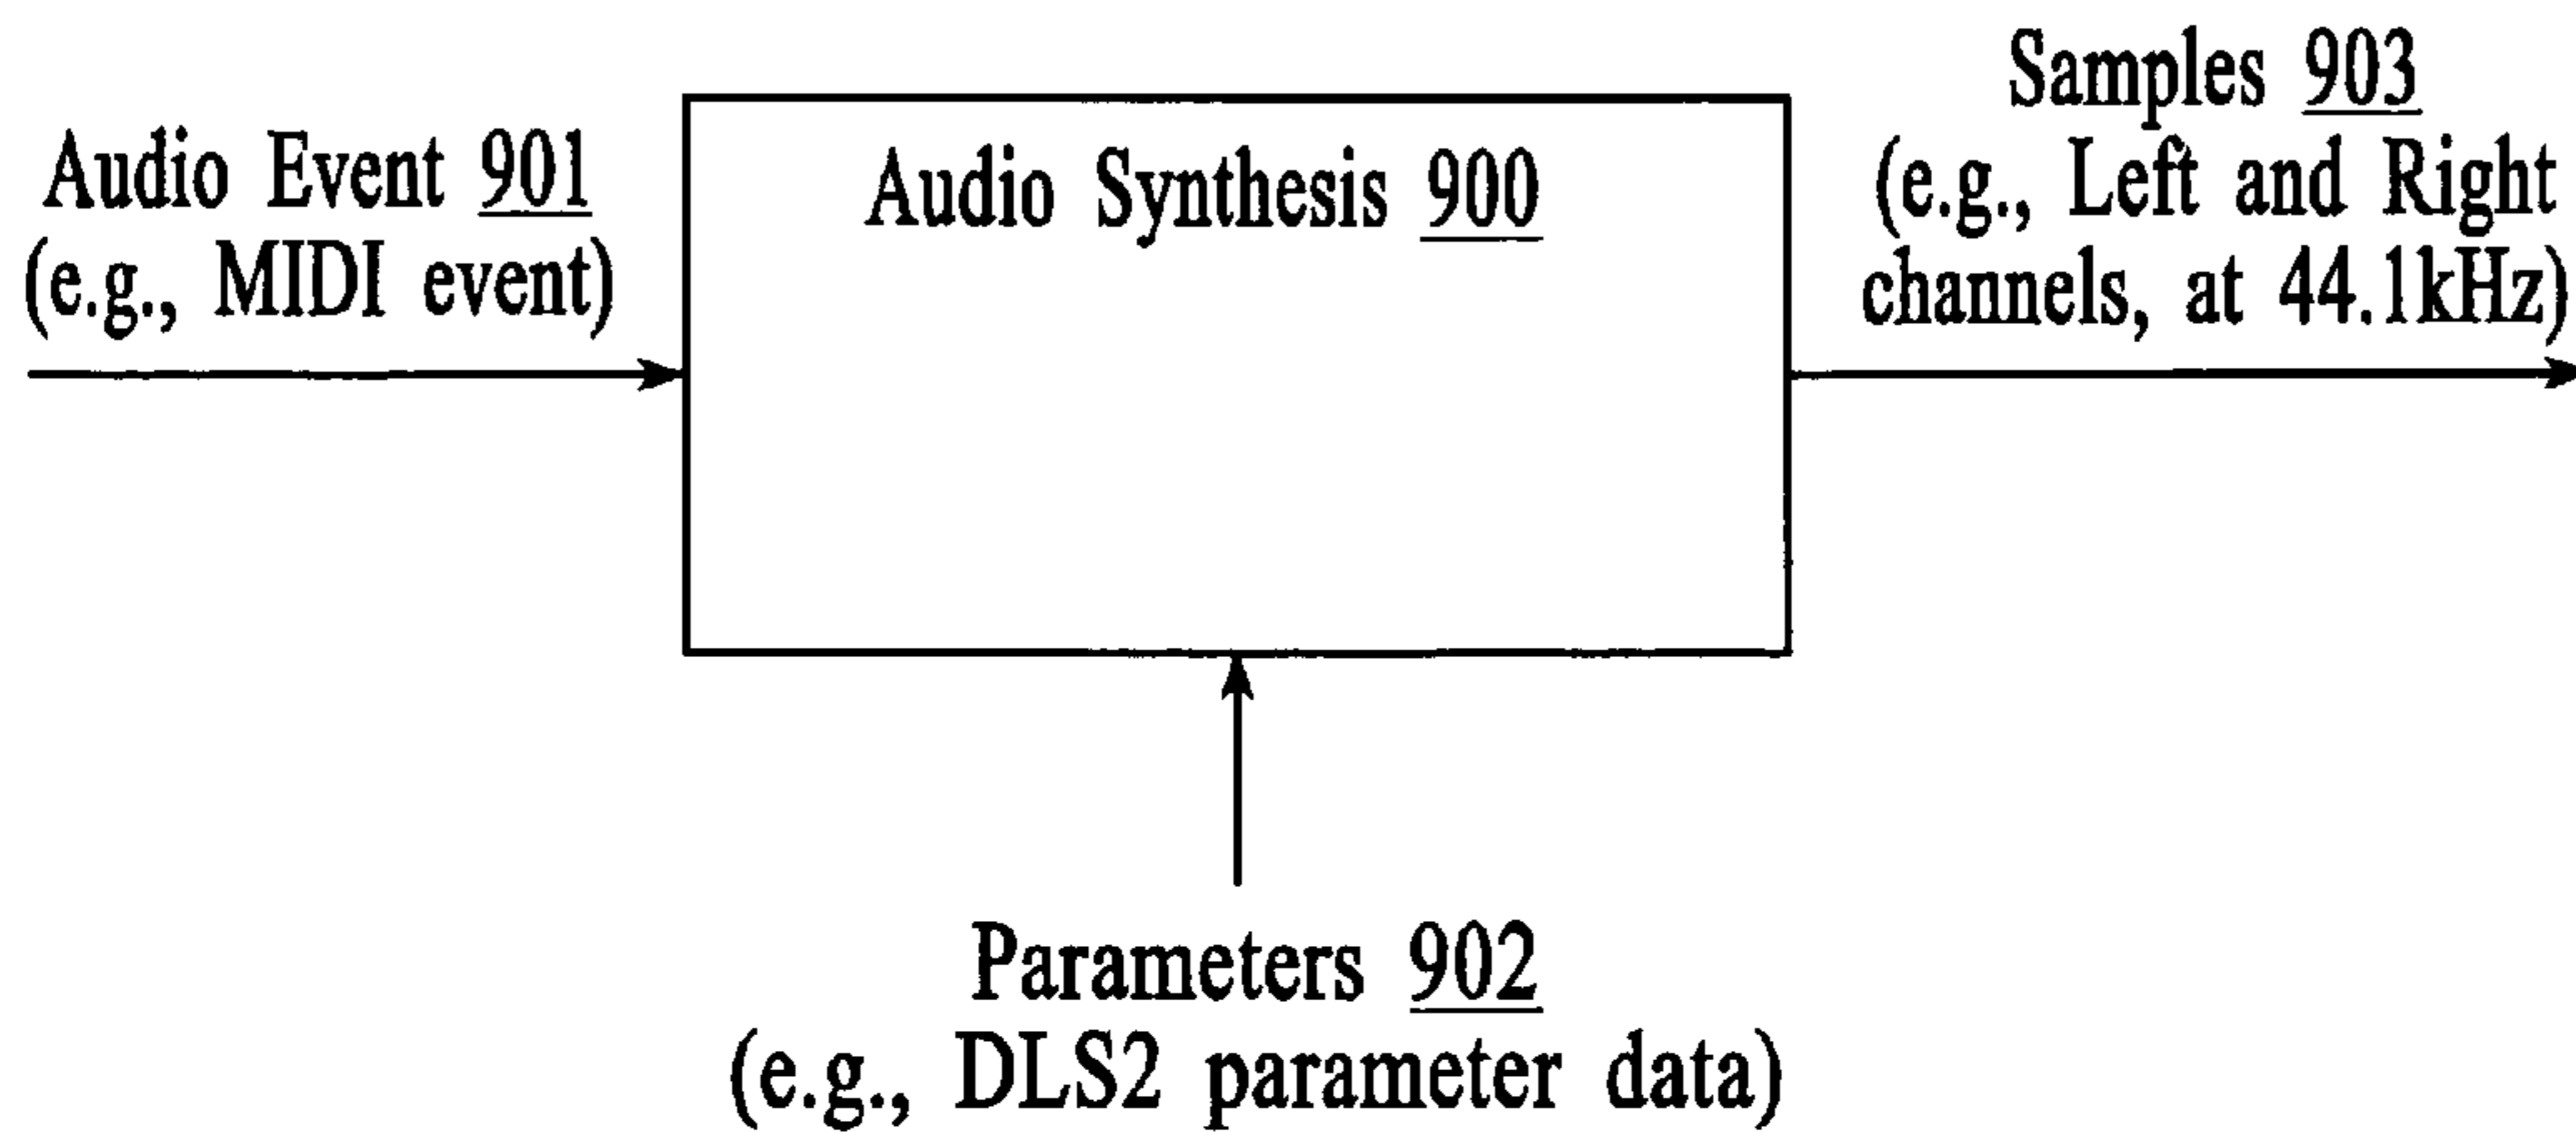 Audio Event 901
(e.g., MIDI event)
Audio Synthesis 900
Samples 903
(e.g., Left and Right
channels, at 44.1kHz)
Parameters 902
(e.g., DLS2 parameter data)